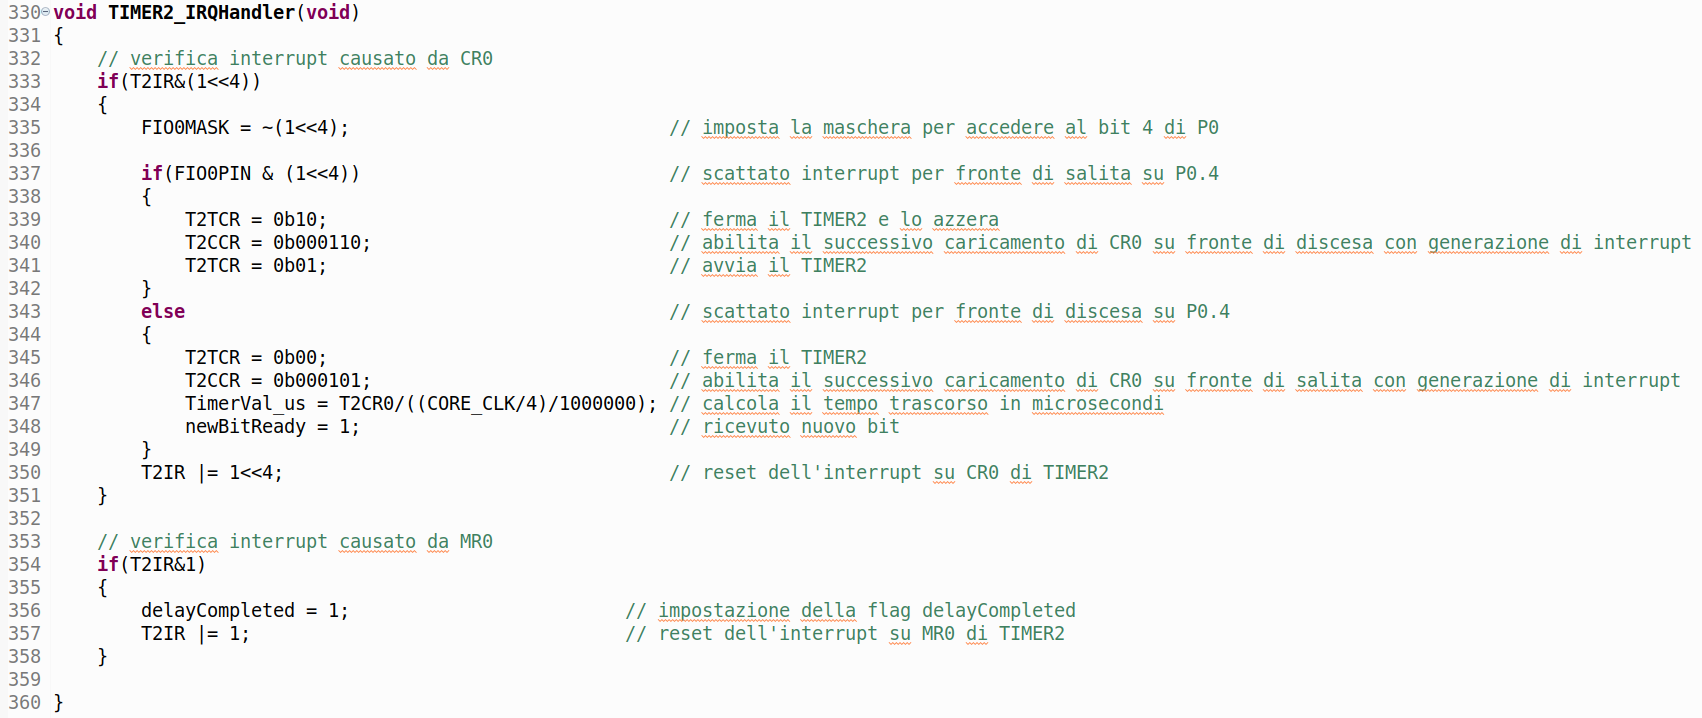 330 void TIMER2_IRQHandler(void)
331 {
332     // verifica interrupt causato da CR0
333     if(T2IR&(1<<4))
334     {
335         FIO0MASK = ~(1<<4);                             // imposta la maschera per accedere al bit 4 di P0
336
337         if(FIO0PIN & (1<<4))                            // scattato interrupt per fronte di salita su P0.4
338         {
339             T2TCR = 0b10;                               // ferma il TIMER2 e lo azzera
340             T2CCR = 0b000110;                           // abilita il successivo caricamento di CR0 su fronte di discesa con generazione di interrupt
341             T2TCR = 0b01;                               // avvia il TIMER2
342         }
343         else                                            // scattato interrupt per fronte di discesa su P0.4
344         {
345             T2TCR = 0b00;                               // ferma il TIMER2
346             T2CCR = 0b000101;                           // abilita il successivo caricamento di CR0 su fronte di salita con generazione di interrupt
347             TimerVal_us = T2CR0/((CORE_CLK/4)/1000000); // calcola il tempo trascorso in microsecondi
348             newBitReady = 1;                            // ricevuto nuovo bit
349         }
350         T2IR |= 1<<4;                                   // reset dell'interrupt su CR0 di TIMER2
351     }
352
353     // verifica interrupt causato da MR0
354     if(T2IR&1)
355     {
356         delayCompleted = 1;                         // impostazione della flag delayCompleted
357         T2IR |= 1;                                  // reset dell'interrupt su MR0 di TIMER2
358     }
359
360 }